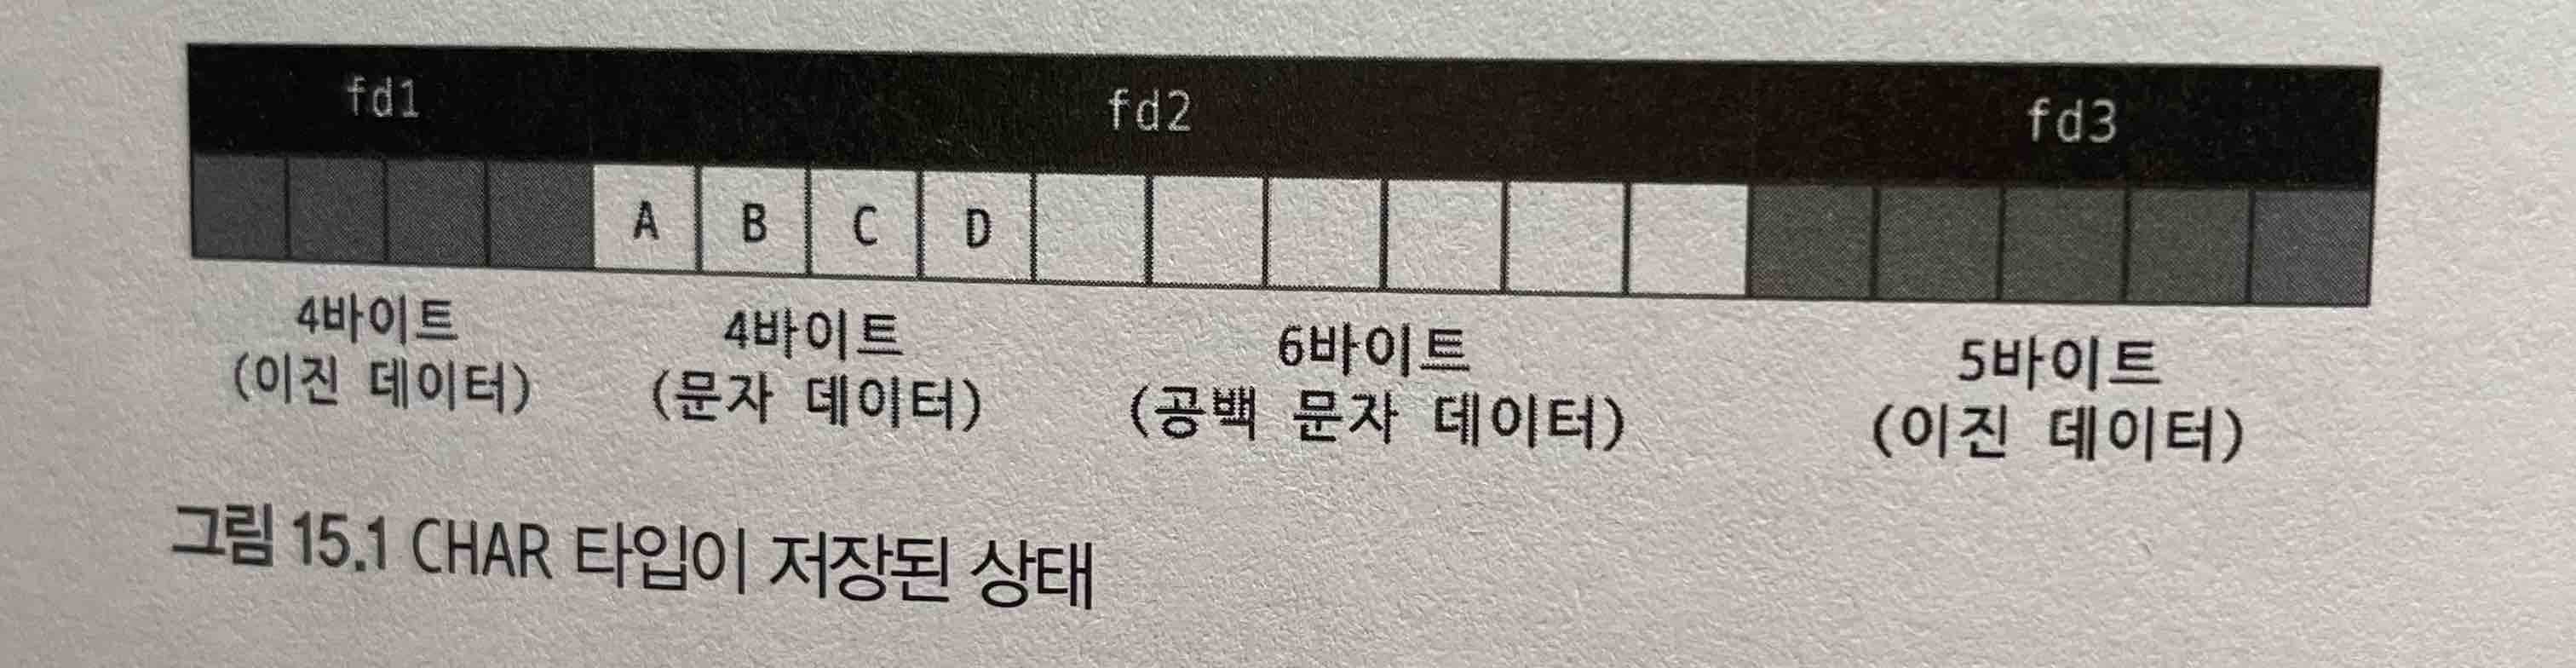 fd1 fd2 fd3
A B C D
4바이트 4바이트 6바이트 5바이트
(이진 데이터) (문자 데이터) (공백 문자 데이터) (이진 데이터)
그림 15.1 CHAR 타입이 저장된 상태